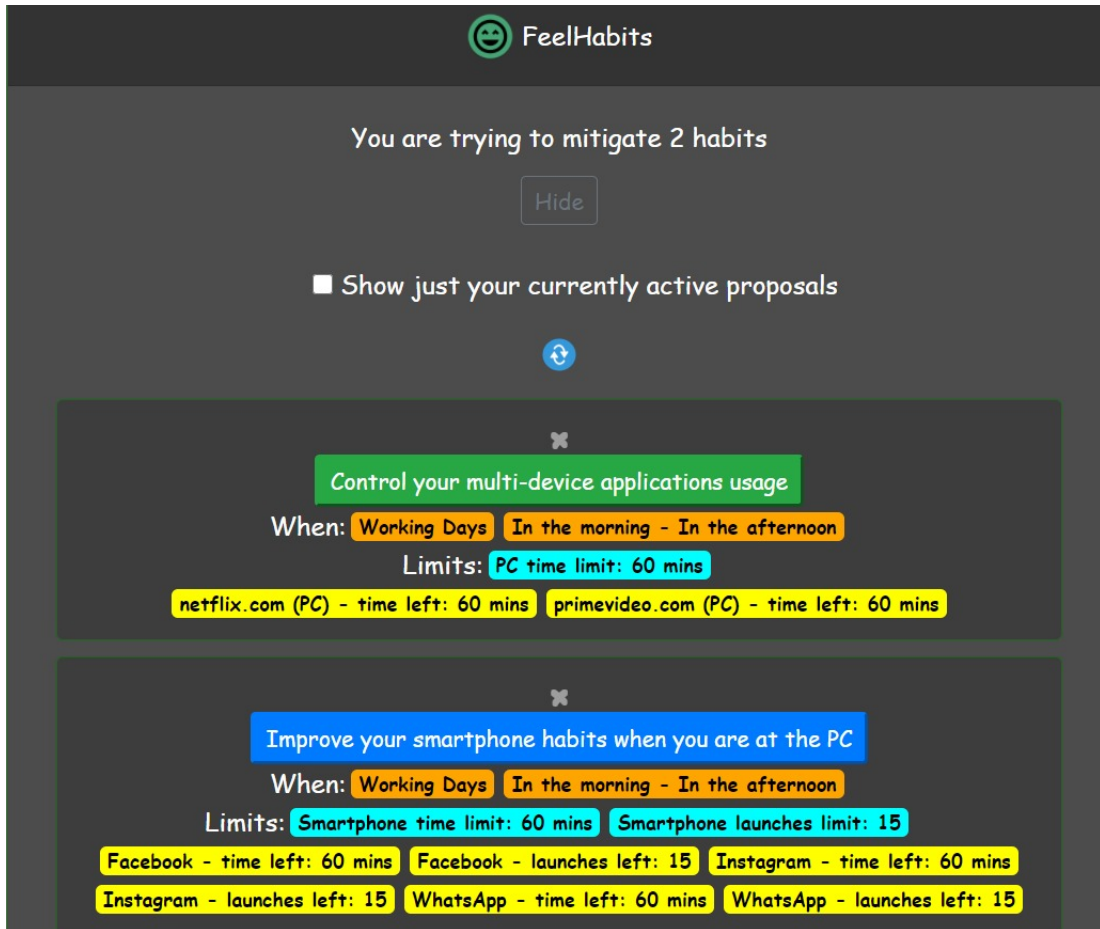 FeelHabits
You are trying to mitigate 2 habits
Hide
Show just your currently active proposals
Control your multi-device applications usage
When: Working Days In the morning - In the afternoon
Limits: PC time limit: 60 mins
netflix.com (PC) - time left: 60 mins primevideo.com (PC) - time left: 60 mins
Improve your smartphone habits when you are at the PC
When: Working Days In the morning - In the afternoon
Limits: Smartphone time limit: 60 mins Smartphone launches limit: 15
Facebook - time left: 60 mins Facebook - launches left: 15 Instagram - time left: 60 mins
Instagram - launches left: 15 WhatsApp - time left: 60 mins WhatsApp - launches left: 15